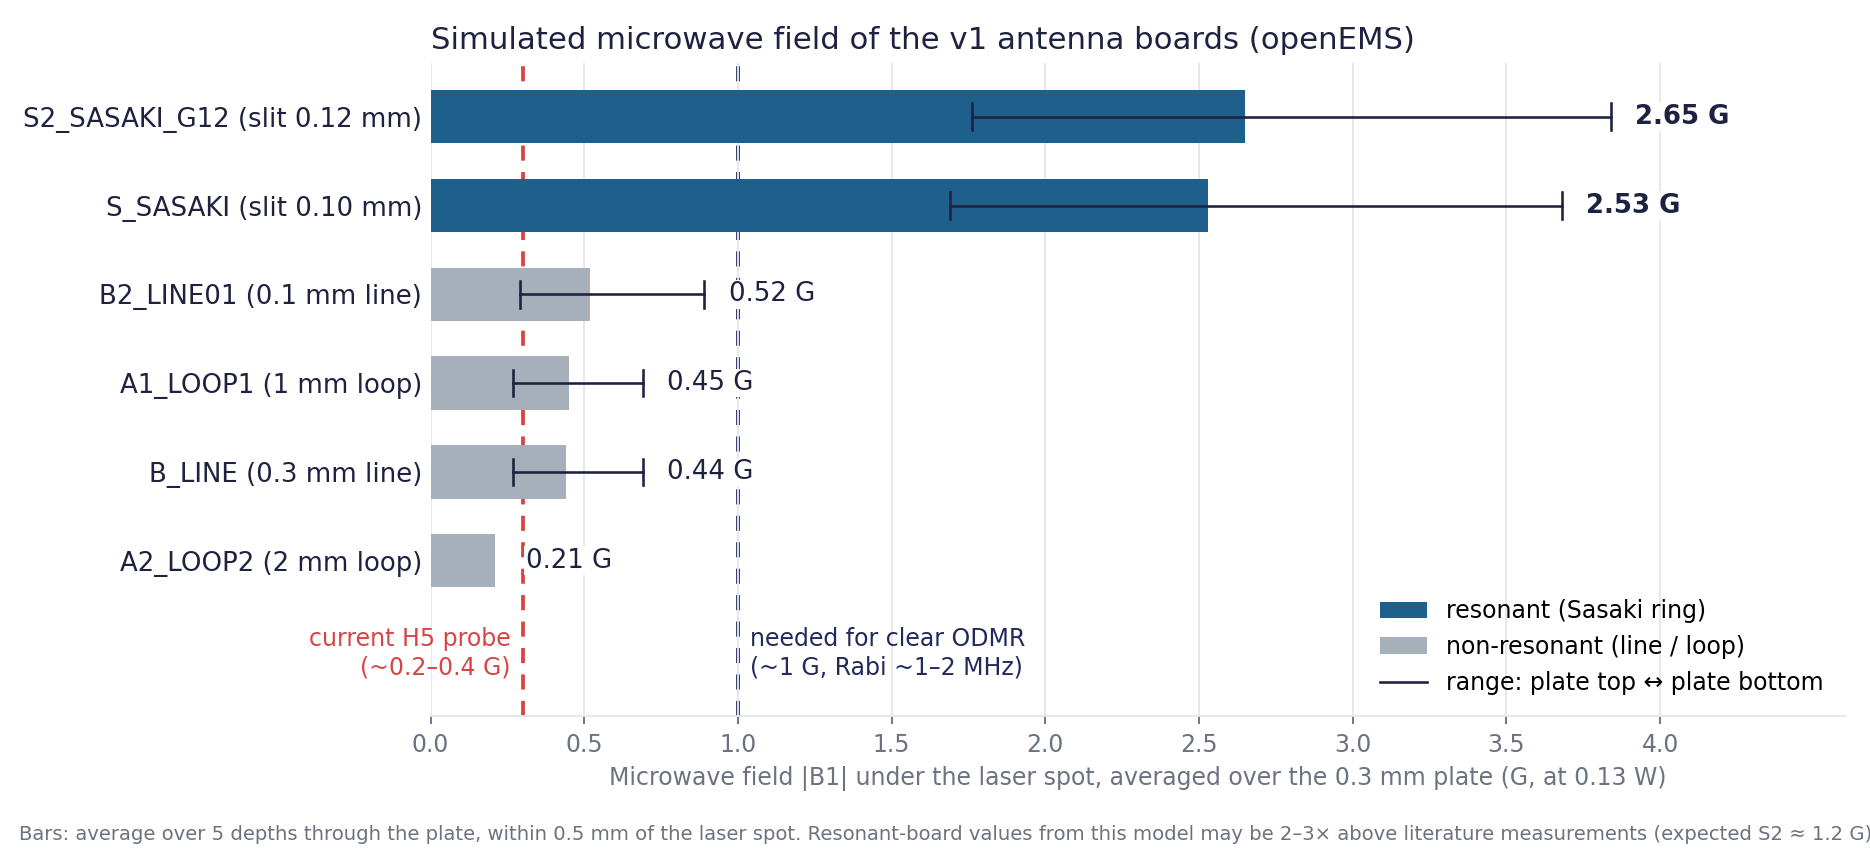 Simulated microwave field of the v1 antenna boards (openEMS)
S2_SASAKI_G12 (slit 0.12 mm)
2.65 G
S_SASAKI (slit 0.10 mm)
2.53 G
B2_LINE01 (0.1 mm line)
0.52 G
A1_LOOP1 (1 mm loop)
0.45 G
B_LINE (0.3 mm line)
0.44 G
A2_LOOP2 (2 mm loop)
0.21 G
current H5 probe
(~0.2–0.4 G)
needed for clear ODMR
(~1 G, Rabi ~1–2 MHz)
resonant (Sasaki ring)
non-resonant (line / loop)
range: plate top ↔ plate bottom
0.0 0.5 1.0 1.5 2.0 2.5 3.0 3.5 4.0
Microwave field |B1| under the laser spot, averaged over the 0.3 mm plate (G, at 0.13 W)
Bars: average over 5 depths through the plate, within 0.5 mm of the laser spot. Resonant-board values from this model may be 2–3× above literature measurements (expected S2 ≈ 1.2 G)